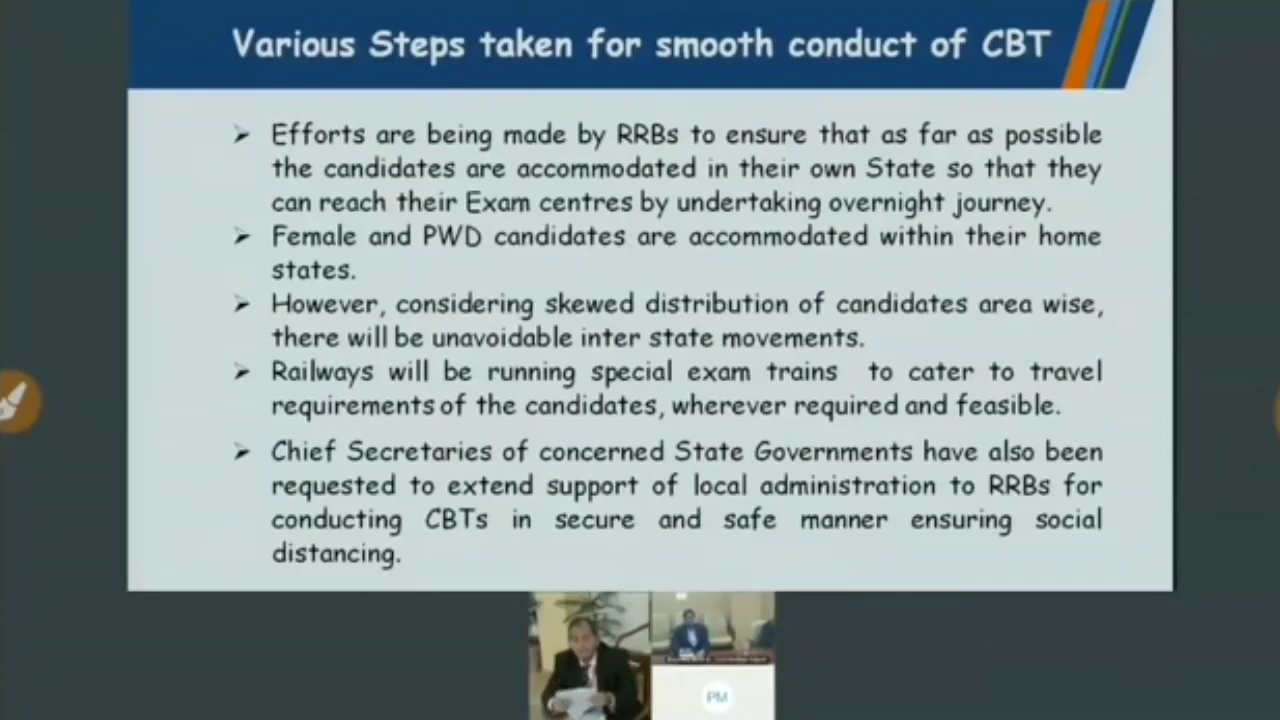 Various Steps taken for smooth conduct of CBT
➢ Efforts are being made by RRBs to ensure that as far as possible
the candidates are accommodated in their own State so that they
can reach their Exam centres by undertaking overnight journey.
➢ Female and PWD candidates are accommodated within their home
states.
➢ However, considering skewed distribution of candidates area wise,
there will be unavoidable inter state movements.
➢ Railways will be running special exam trains to cater to travel
requirements of the candidates, wherever required and feasible.
➢ Chief Secretaries of concerned State Governments have also been
requested to extend support of local administration to RRBs for
conducting CBTs in secure and safe manner ensuring social
distancing.
PM